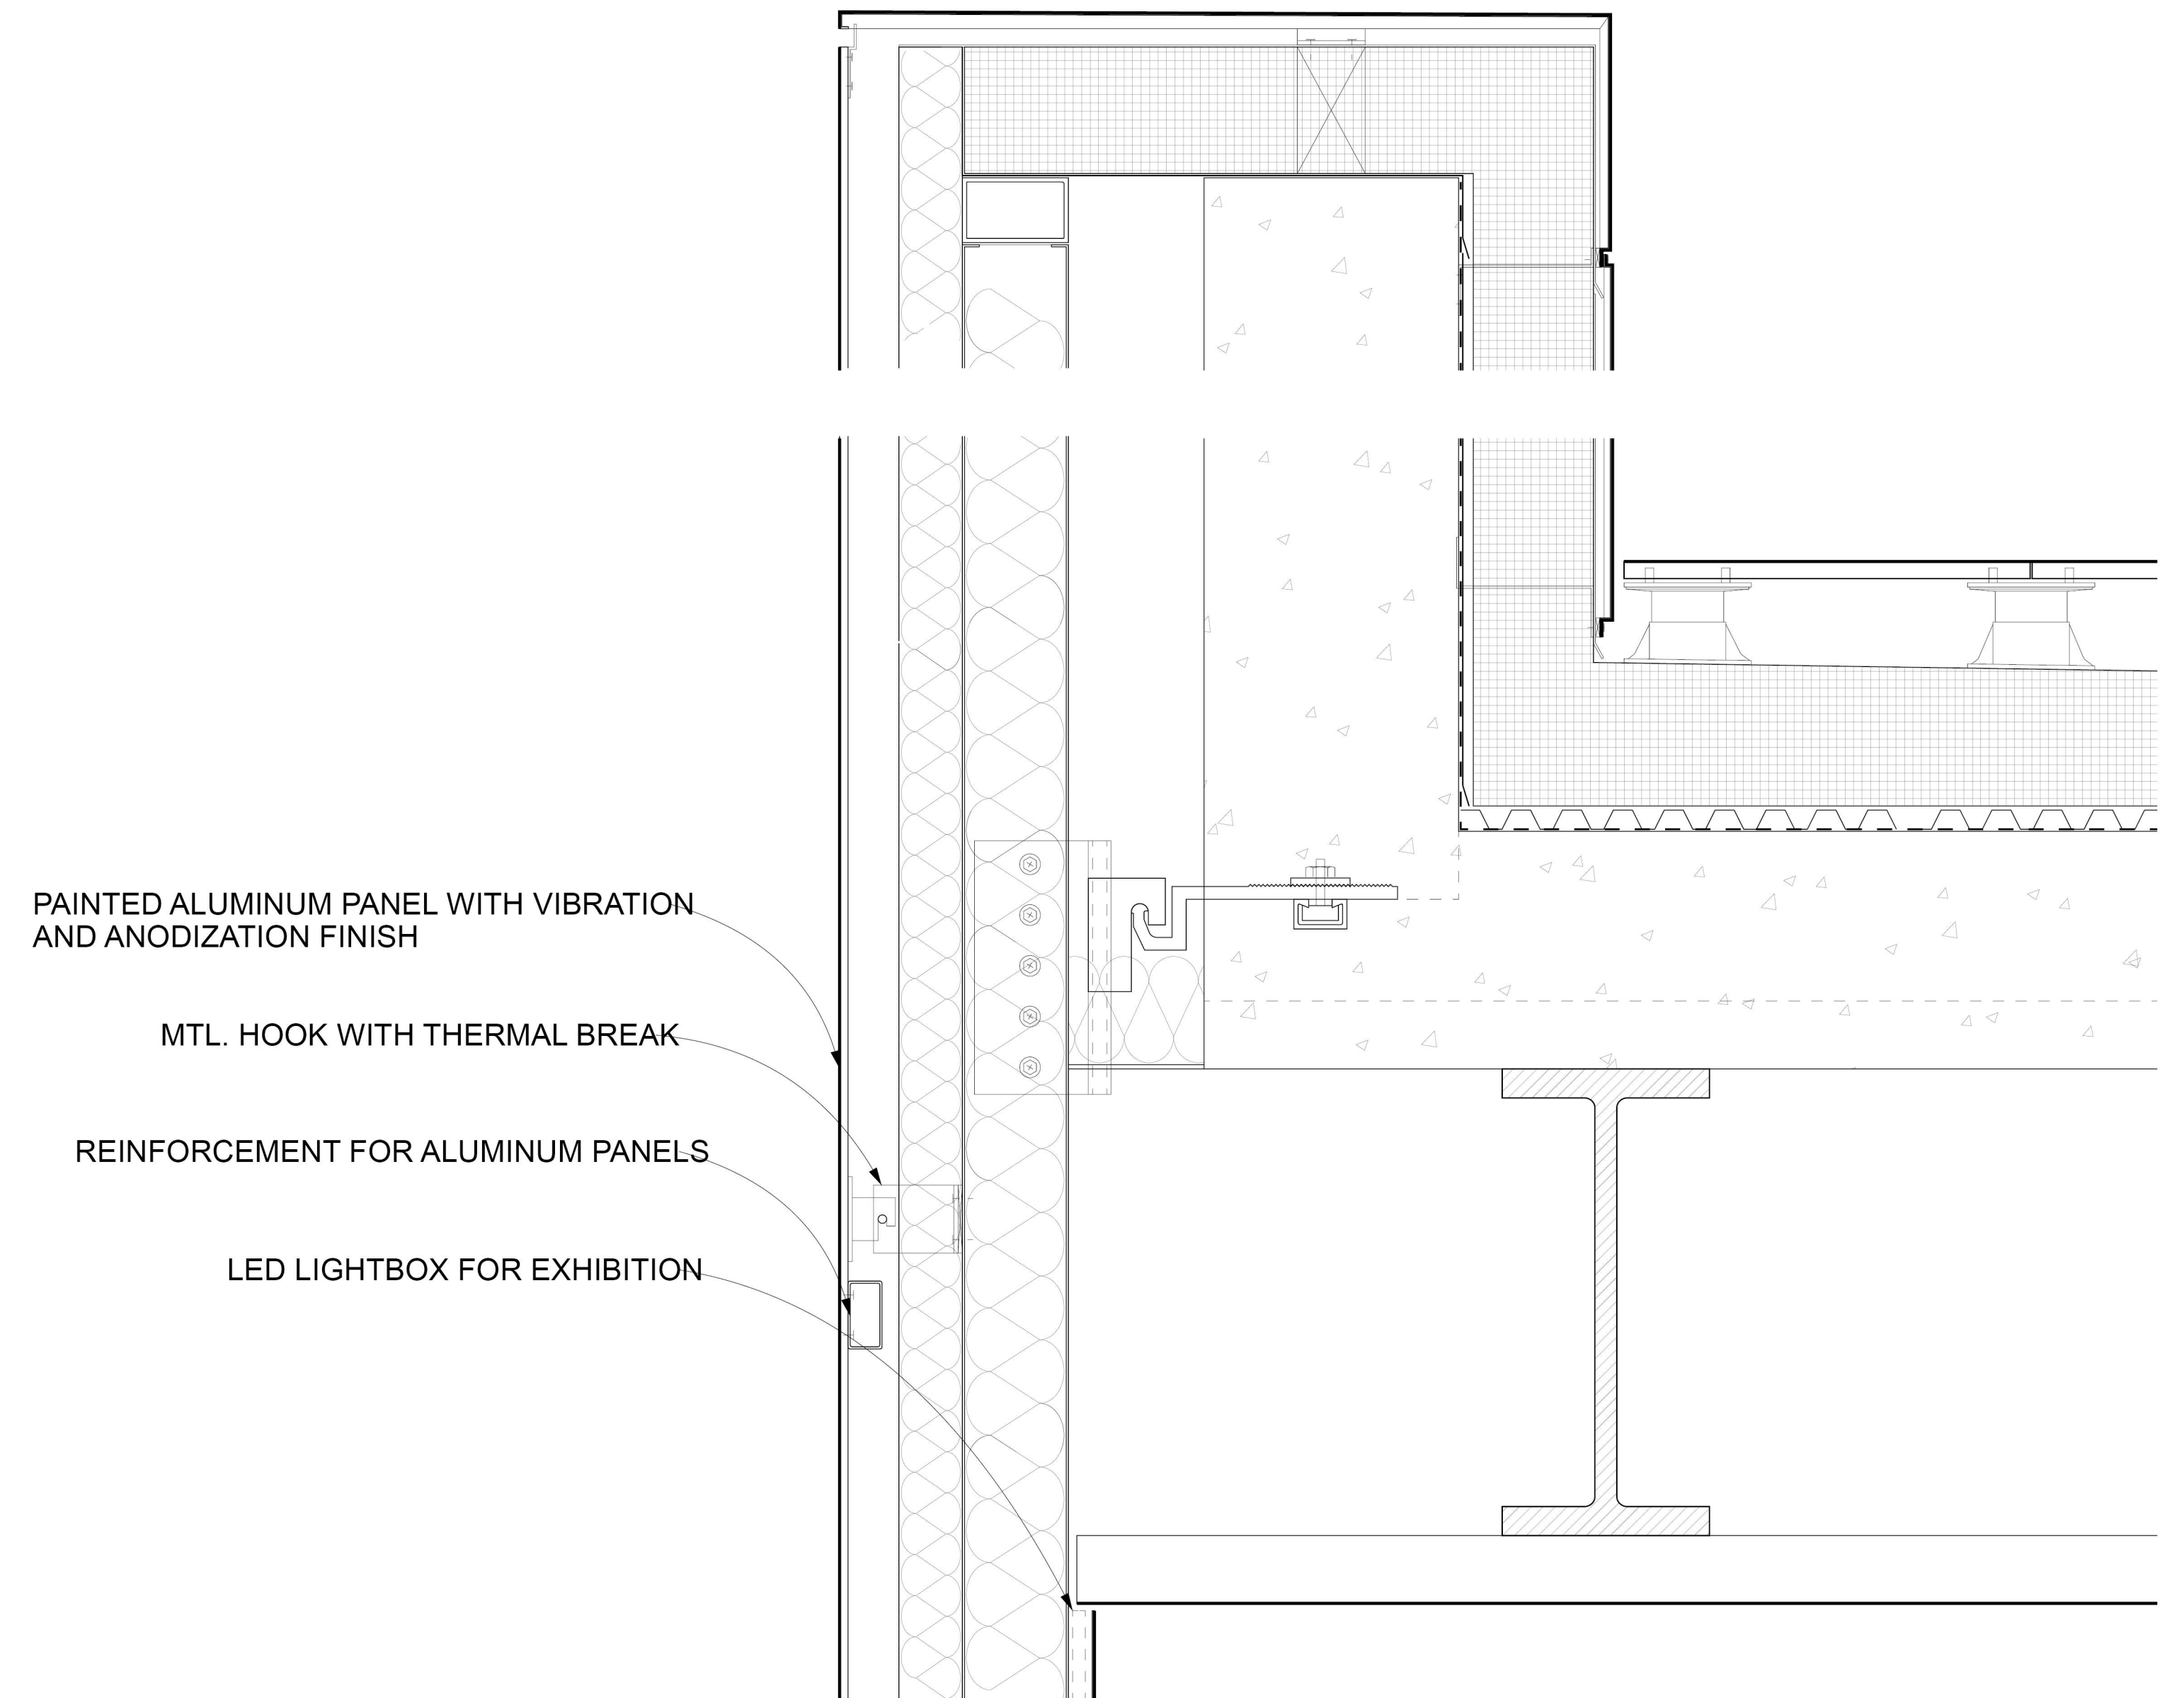 PAINTED ALUMINUM PANEL WITH VIBRATION
AND ANODIZATION FINISH
MTL. HOOK WITH THERMAL BREAK
REINFORCEMENT FOR ALUMINUM PANELS
LED LIGHTBOX FOR EXHIBITION